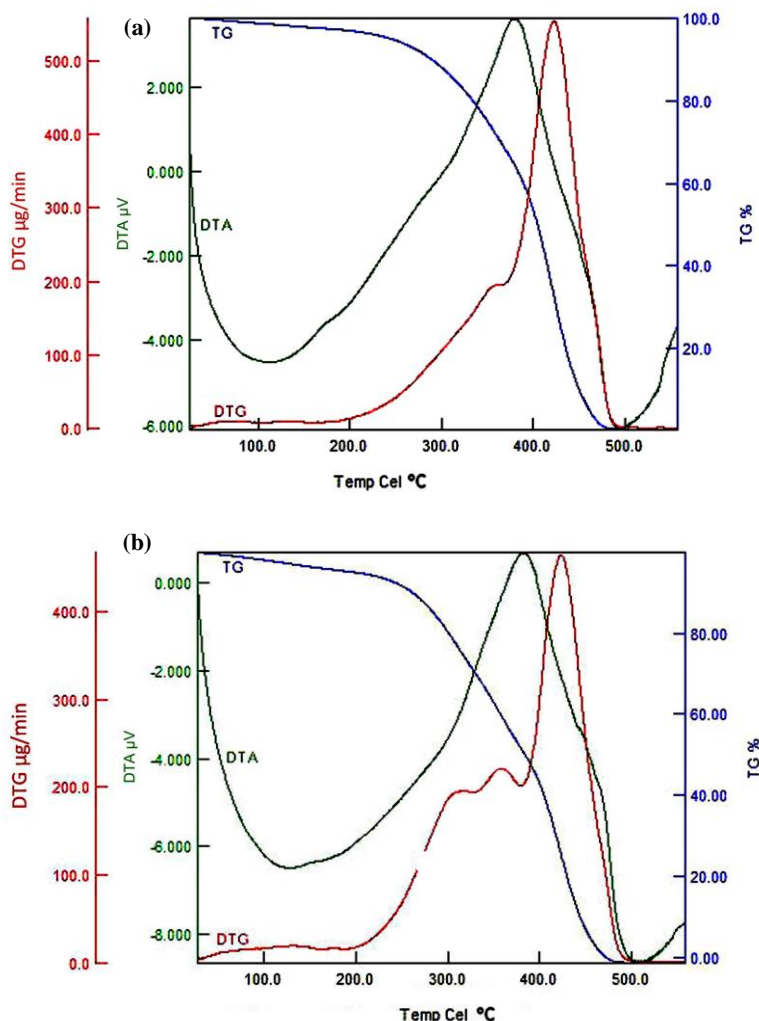 (a)
TG
DTA
DTG
DTG µg/min
500.0
400.0
300.0
200.0
100.0
0.0
DTA µV
2.000
0.000
-2.000
-4.000
-6.000
100.0
80.0
60.0
40.0
20.0
TG %
100.0 200.0 300.0 400.0 500.0
Temp Cel °C
(b)
TG
DTA
DTG
DTG µg/min
400.0
300.0
200.0
100.0
0.0
DTA µV
0.000
-2.000
-4.000
-6.000
-8.000
80.00
60.00
40.00
20.00
0.00
TG %
100.0 200.0 300.0 400.0 500.0
Temp Cel °C